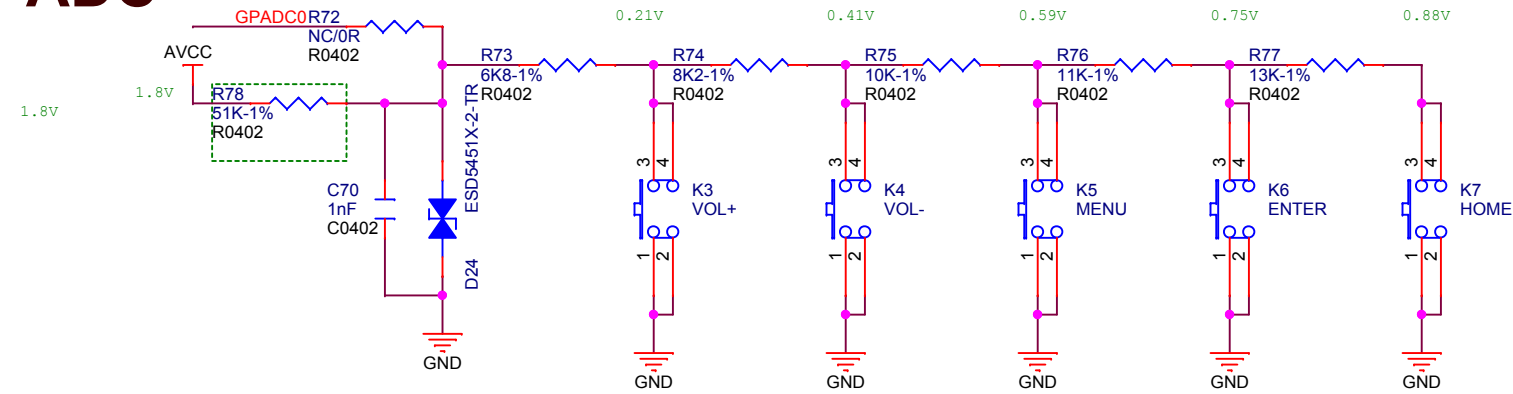 GPADC0
R72
NC/0R
R0402
0.21V
0.41V
0.59V
0.75V
0.88V
AVCC
1.8V
1.8V
R78
51K-1%
R0402
R73
6K8-1%
R0402
R74
8K2-1%
R0402
R75
10K-1%
R0402
R76
11K-1%
R0402
R77
13K-1%
R0402
C70
1nF
C0402
ESD5451X-2-TR
D24
3
4
K3
VOL+
1
2
3
4
K4
VOL-
1
2
3
4
K5
MENU
1
2
3
4
K6
ENTER
1
2
3
4
K7
HOME
1
2
GND
GND
GND
GND
GND
GND